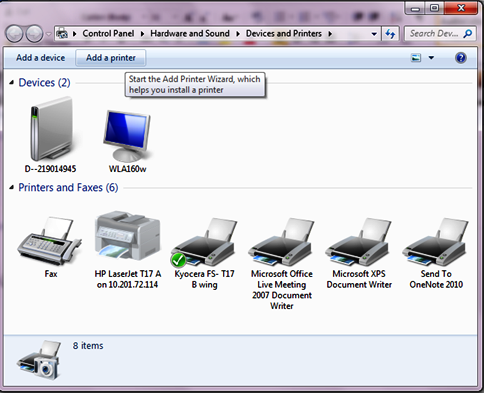 Control Panel ▸ Hardware and Sound ▸ Devices and Printers ▸
Search Dev...
Add a device
Add a printer
Start the Add Printer Wizard, which
helps you install a printer
Devices (2)
D--219014945
WLA160w
Printers and Faxes (6)
Fax
HP LaserJet T17 A
on 10.201.72.114
Kyocera FS- T17
B wing
Microsoft Office
Live Meeting
2007 Document
Writer
Microsoft XPS
Document Writer
Send To
OneNote 2010
8 items